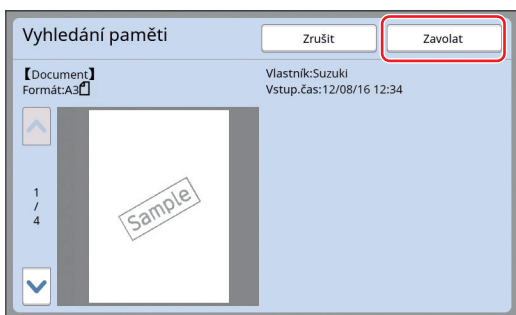 Vyhledání paměti
Zrušit
Zavolat
【Document】
Formát:A3
Vlastník:Suzuki
Vstup.čas:12/08/16 12:34
1
/
4
Sample